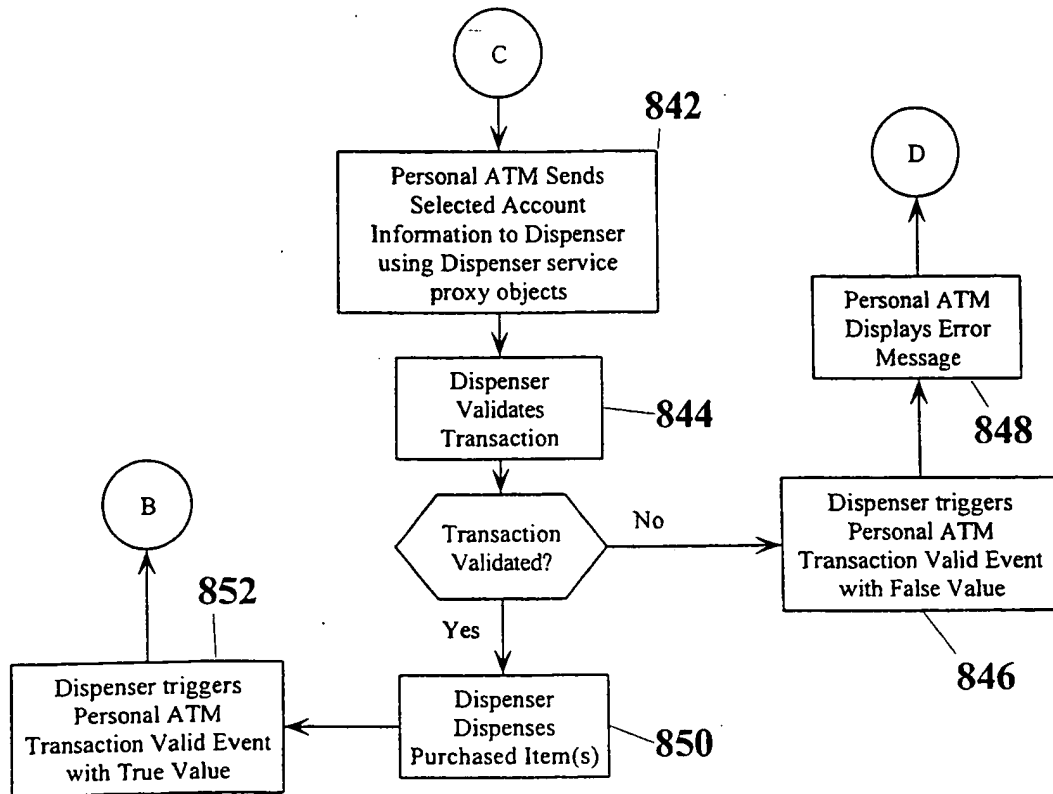 C
842
Personal ATM Sends
Selected Account
Information to Dispenser
using Dispenser service
proxy objects
D
Personal ATM
Displays Error
Message
848
Dispenser
Validates
Transaction
844
B
Transaction
Validated?
No
Dispenser triggers
Personal ATM
Transaction Valid Event
with False Value
846
Yes
852
Dispenser triggers
Personal ATM
Transaction Valid Event
with True Value
Dispenser
Dispenses
Purchased Item(s)
850